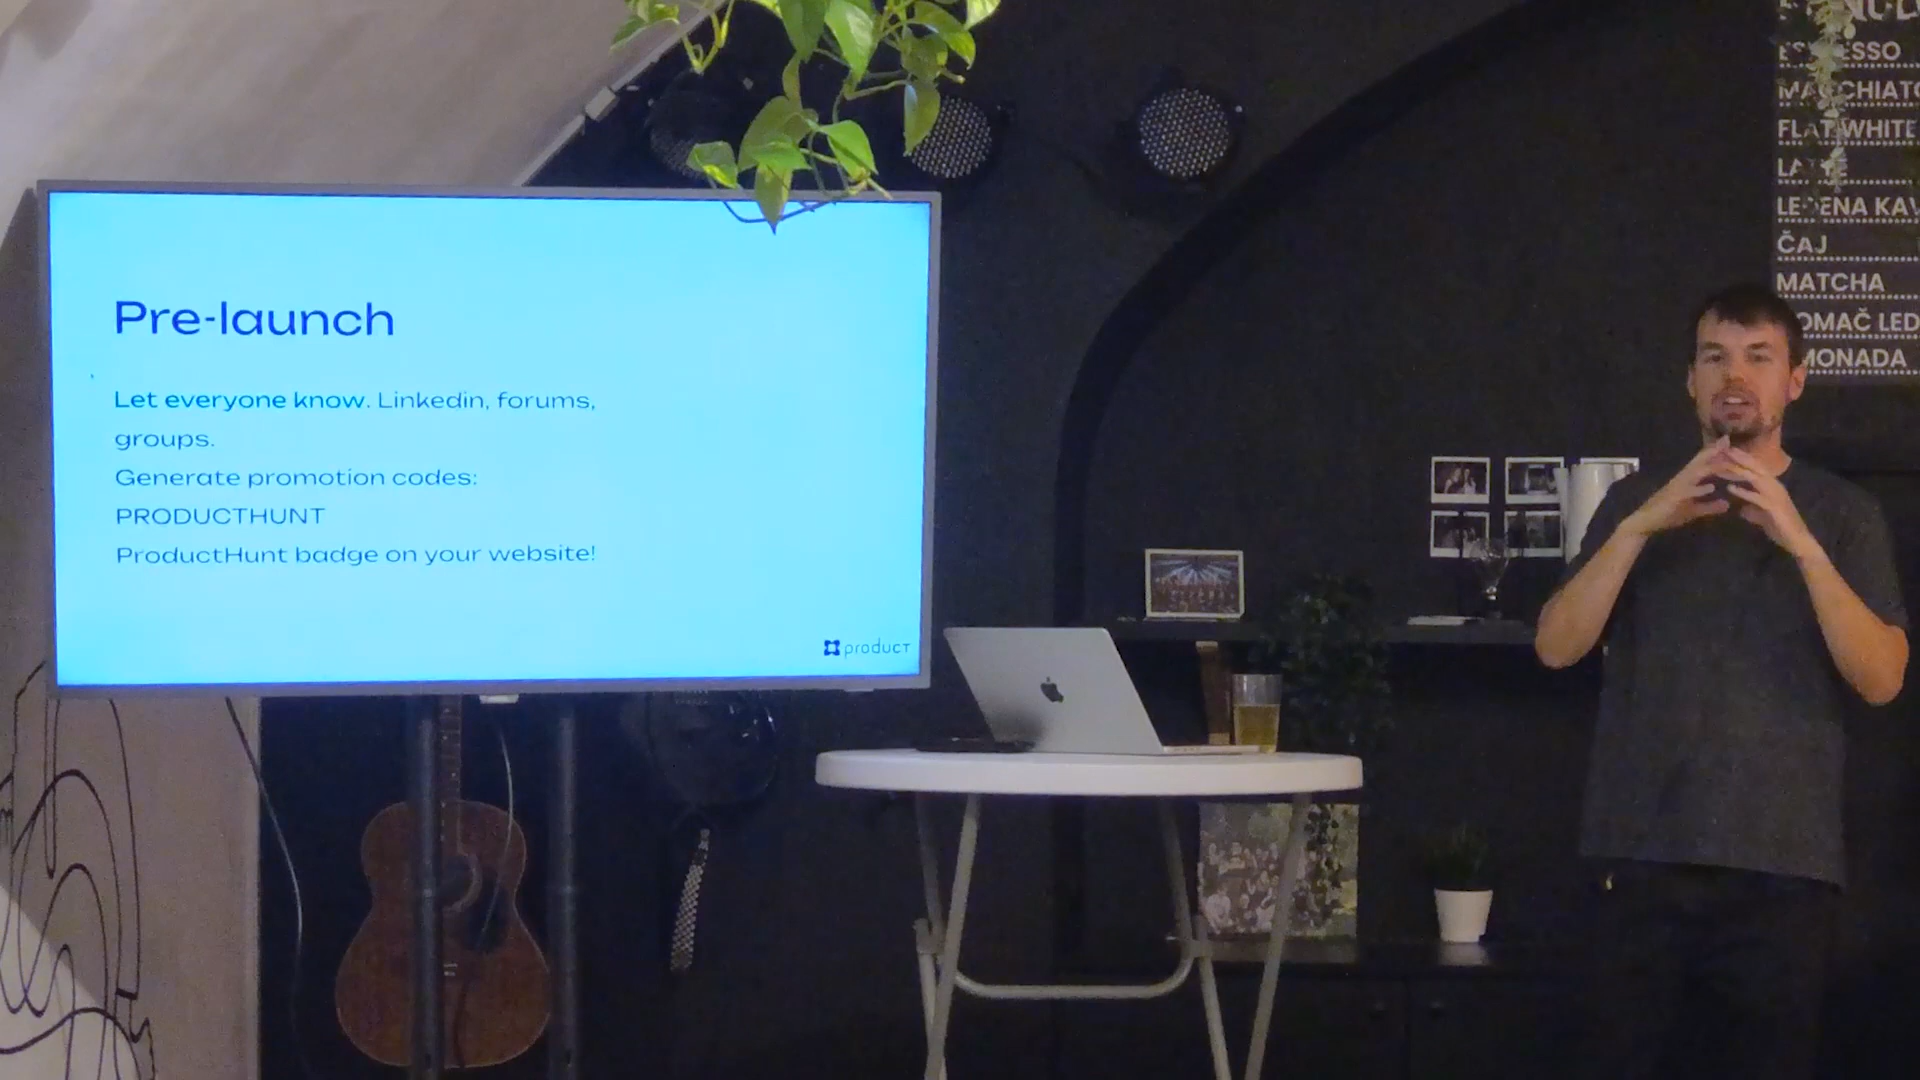 Pre-launch
Let everyone know. Linkedin, forums,
groups.
Generate promotion codes:
PRODUCTHUNT
ProductHunt badge on your website!
product
MATCHA
ČAJ
FLAT WHITE